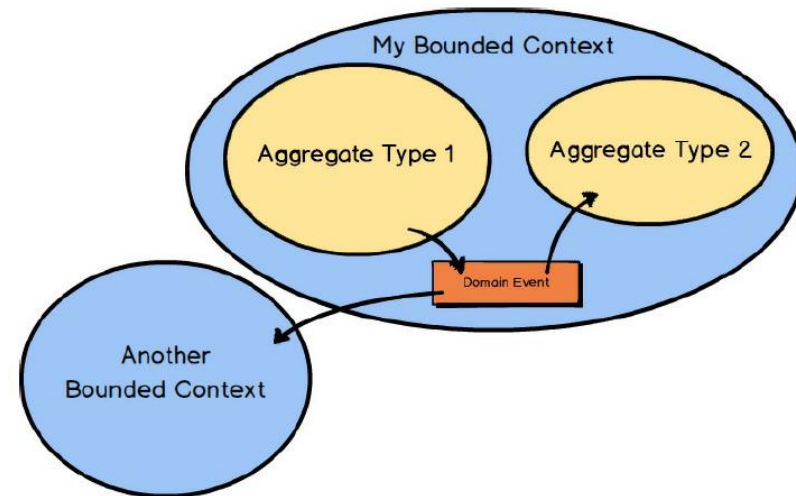 My Bounded Context
Aggregate Type 1
Aggregate Type 2
Domain Event
Another
Bounded Context